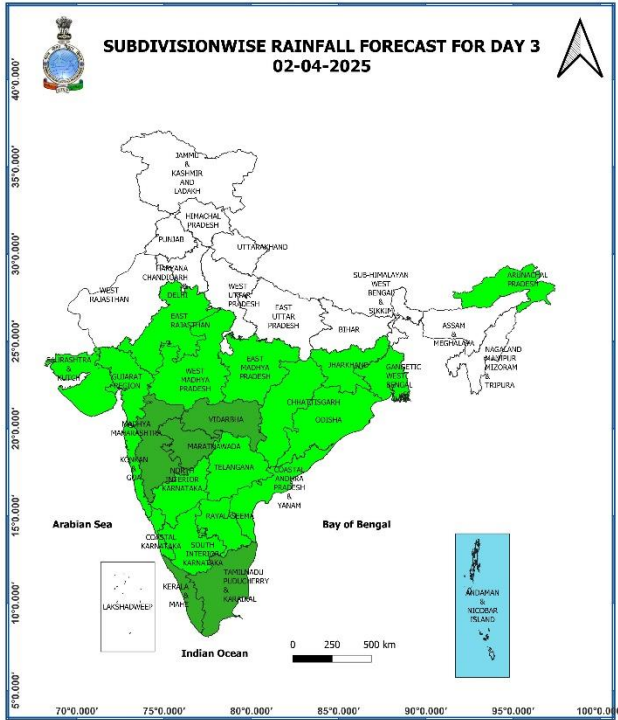 SUBDIVISIONWISE RAINFALL FORECAST FOR DAY 3
02-04-2025
JAMMU
&
KASHMIR
AND
LADAKH
HIMACHAL
PRADESH
PUNJAB
UTTARAKHAND
HARYANA
CHANDIGARH
&
DELHI
WEST
RAJASTHAN
WEST
UTTAR
PRADESH
EAST
UTTAR
PRADESH
SUB-HIMALAYAN
WEST
BENGAL
&
SIKKIM
ARUNACHAL
PRADESH
EAST
RAJASTHAN
BIHAR
ASSAM
&
MEGHALAYA
NAGALAND
MANIPUR
MIZORAM
&
TRIPURA
SAURASHTRA
&
KUTCH
GUJARAT
REGION
WEST
MADHYA
PRADESH
EAST
MADHYA
PRADESH
JHARKHAND
GANGETIC
WEST
BENGAL
CHHATTISGARH
ODISHA
MADHYA
MAHARASHTRA
VIDARBHA
MARATHAWADA
KONKAN
&
GOA
NORTH
INTERIOR
KARNATAKA
TELANGANA
COASTAL
ANDHRA
PRADESH
&
YANAM
RAYALASEEMA
COASTAL
KARNATAKA
SOUTH
INTERIOR
KARNATAKA
TAMILNADU
PUDUCHERRY
&
KARAIKAL
KERALA
&
MAHE
LAKSHADWEEP
ANDAMAN
&
NICOBAR
ISLAND
Arabian Sea
Bay of Bengal
Indian Ocean
0 250 500 km
40°0.000'
35°0.000'
30°0.000'
25°0.000'
20°0.000'
15°0.000'
10°0.000'
5°0.000'
70°0.000' 75°0.000' 80°0.000' 85°0.000' 90°0.000' 95°0.000' 100°0.00